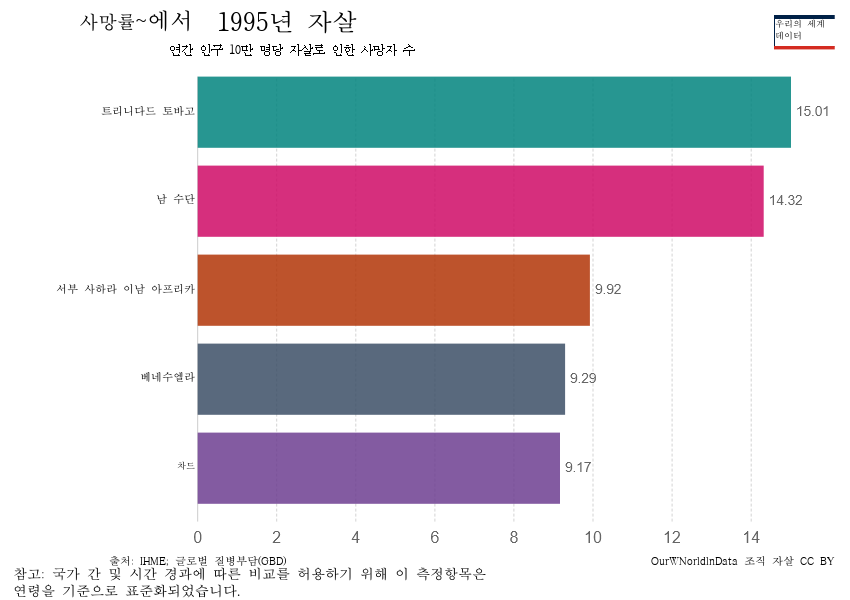 사망률~에서 1995년 자살
우리의 세계
데이터
연간 인구 10만 명당 자살로 인한 사망자 수
트리니다드 토바고
15.01
남 수단
14.32
서부 사하라 이남 아프리카
9.92
베네수엘라
9.29
차드
9.17
0 2 4 6 8 10 12 14
출처: IHME; 글로벌 질병부담(GBD)
OurWNorldInData 조직 자살 CC BY
참고: 국가 간 및 시간 경과에 따른 비교를 허용하기 위해 이 측정항목은
연령을 기준으로 표준화되었습니다.